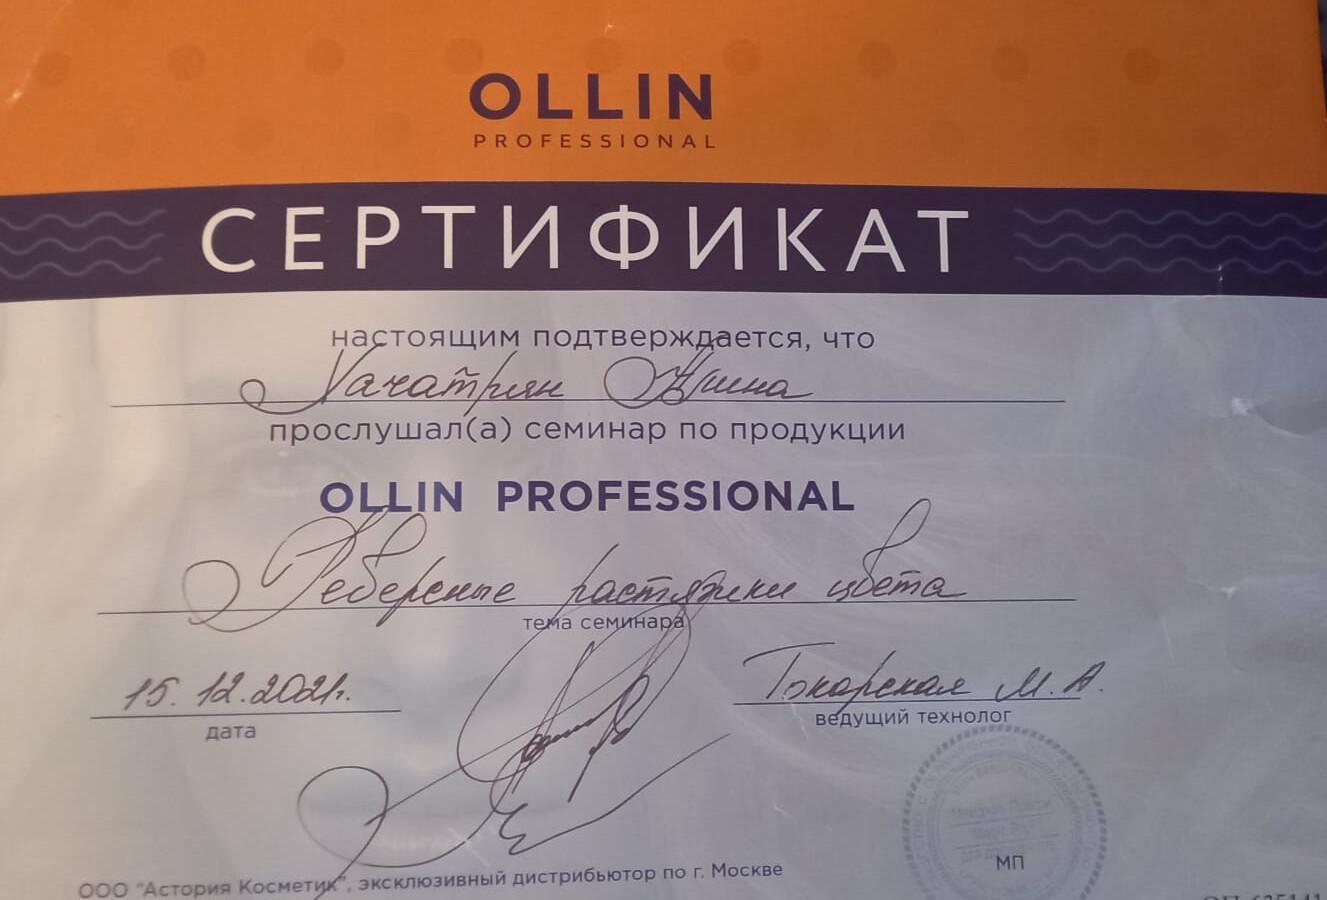 OLLIN
PROFESSIONAL
СЕРТИФИКАТ
настоящим подтверждается, что
Хачатрян
прослушал(а) семинар по продукции
OLLIN PROFESSIONAL
Реверсные растяжки цвета
тема семинара
15.12.2021г. Токарская М.А.
дата ведущий технолог
МП
ООО "Астория Косметик", эксклюзивный дистрибьютор по г. Москве